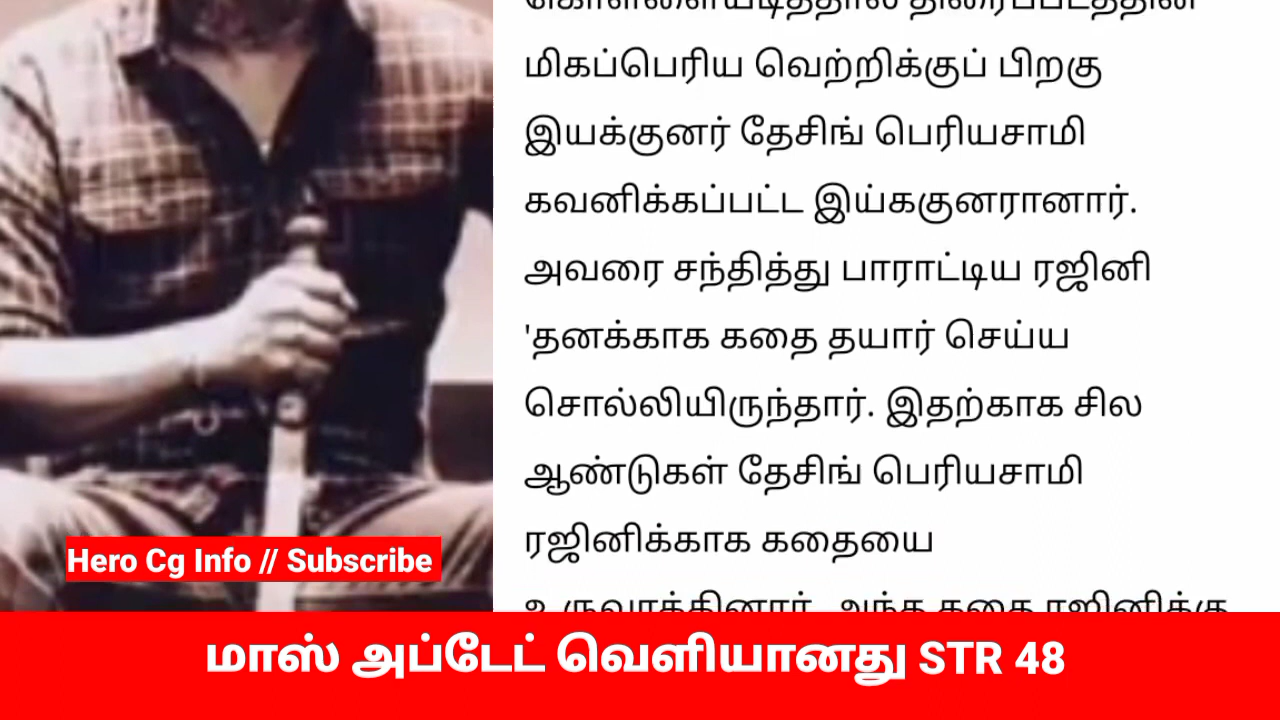 மிகப்பெரிய வெற்றிக்குப் பிறகு
இயக்குனர் தேசிங் பெரியசாமி
கவனிக்கப்பட்ட இய்ககுனரானார்.
அவரை சந்தித்து பாராட்டிய ரஜினி
'தனக்காக கதை தயார் செய்ய
சொல்லியிருந்தார். இதற்காக சில
ஆண்டுகள் தேசிங் பெரியசாமி
ரஜினிக்காக கதையை
Hero Cg Info // Subscribe
மாஸ் அப்டேட் வெளியானது STR 48